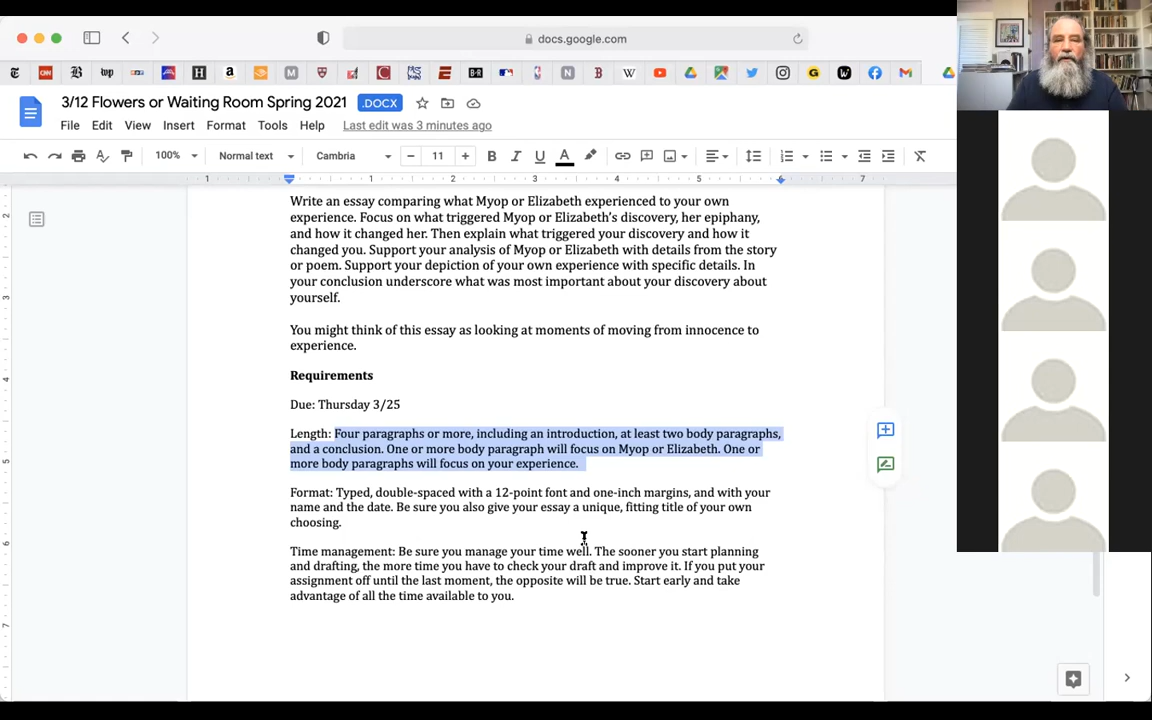 docs.google.com
3/12 Flowers or Waiting Room Spring 2021 .DOCX
File Edit View Insert Format Tools Help Last edit was 3 minutes ago
100% Normal text Cambria 11
1 1 2 3 4 5 6 7
Write an essay comparing what Myop or Elizabeth experienced to your own
experience. Focus on what triggered Myop or Elizabeth's discovery, her epiphany,
and how it changed her. Then explain what triggered your discovery and how it
changed you. Support your analysis of Myop or Elizabeth with details from the story
or poem. Support your depiction of your own experience with specific details. In
your conclusion underscore what was most important about your discovery about
yourself.
You might think of this essay as looking at moments of moving from innocence to
experience.
Requirements
Due: Thursday 3/25
Length: Four paragraphs or more, including an introduction, at least two body paragraphs,
and a conclusion. One or more body paragraph will focus on Myop or Elizabeth. One or
more body paragraphs will focus on your experience.
Format: Typed, double-spaced with a 12-point font and one-inch margins, and with your
name and the date. Be sure you also give your essay a unique, fitting title of your own
choosing.
Time management: Be sure you manage your time well. The sooner you start planning
and drafting, the more time you have to check your draft and improve it. If you put your
assignment off until the last moment, the opposite will be true. Start early and take
advantage of all the time available to you.